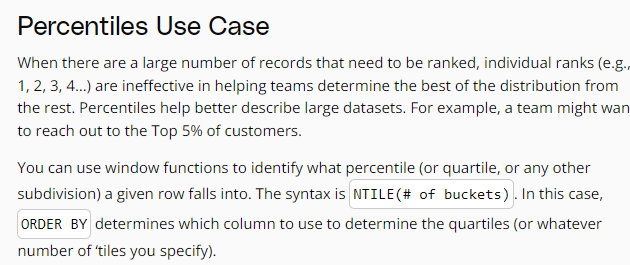 Percentiles Use Case
When there are a large number of records that need to be ranked, individual ranks (e.g.,
1, 2, 3, 4...) are ineffective in helping teams determine the best of the distribution from
the rest. Percentiles help better describe large datasets. For example, a team might wan
to reach out to the Top 5% of customers.
You can use window functions to identify what percentile (or quartile, or any other
subdivision) a given row falls into. The syntax is NTILE(# of buckets). In this case,
ORDER BY determines which column to use to determine the quartiles (or whatever
number of ‘tiles you specify).